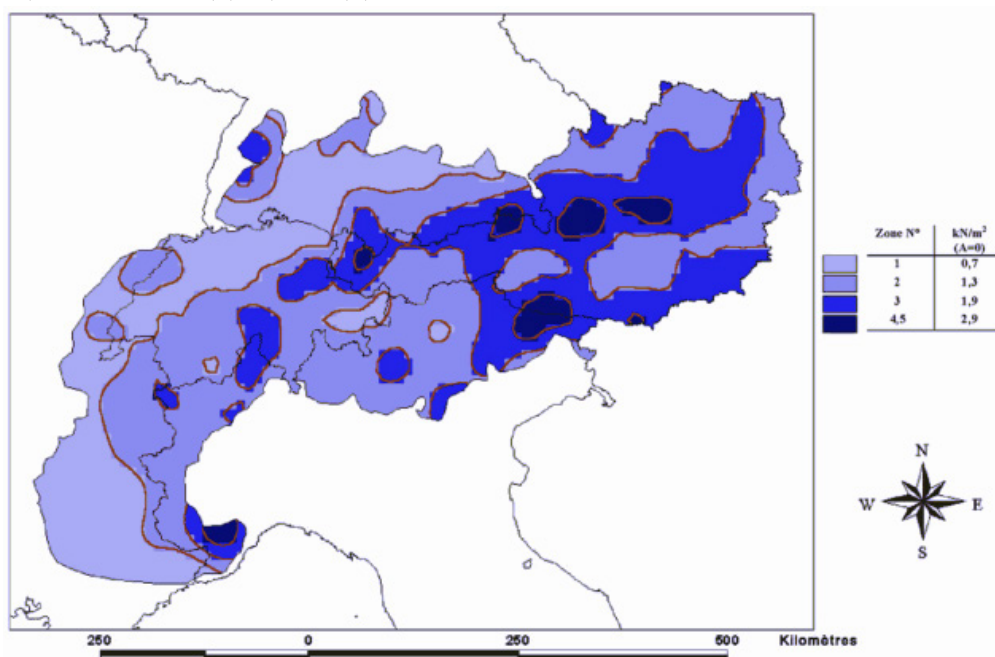 Zone N° kN/m²
(A=0)
1 0,7
2 1,3
3 1,9
4,5 2,9
N
W E
S
250 0 250 500 Kilomètres